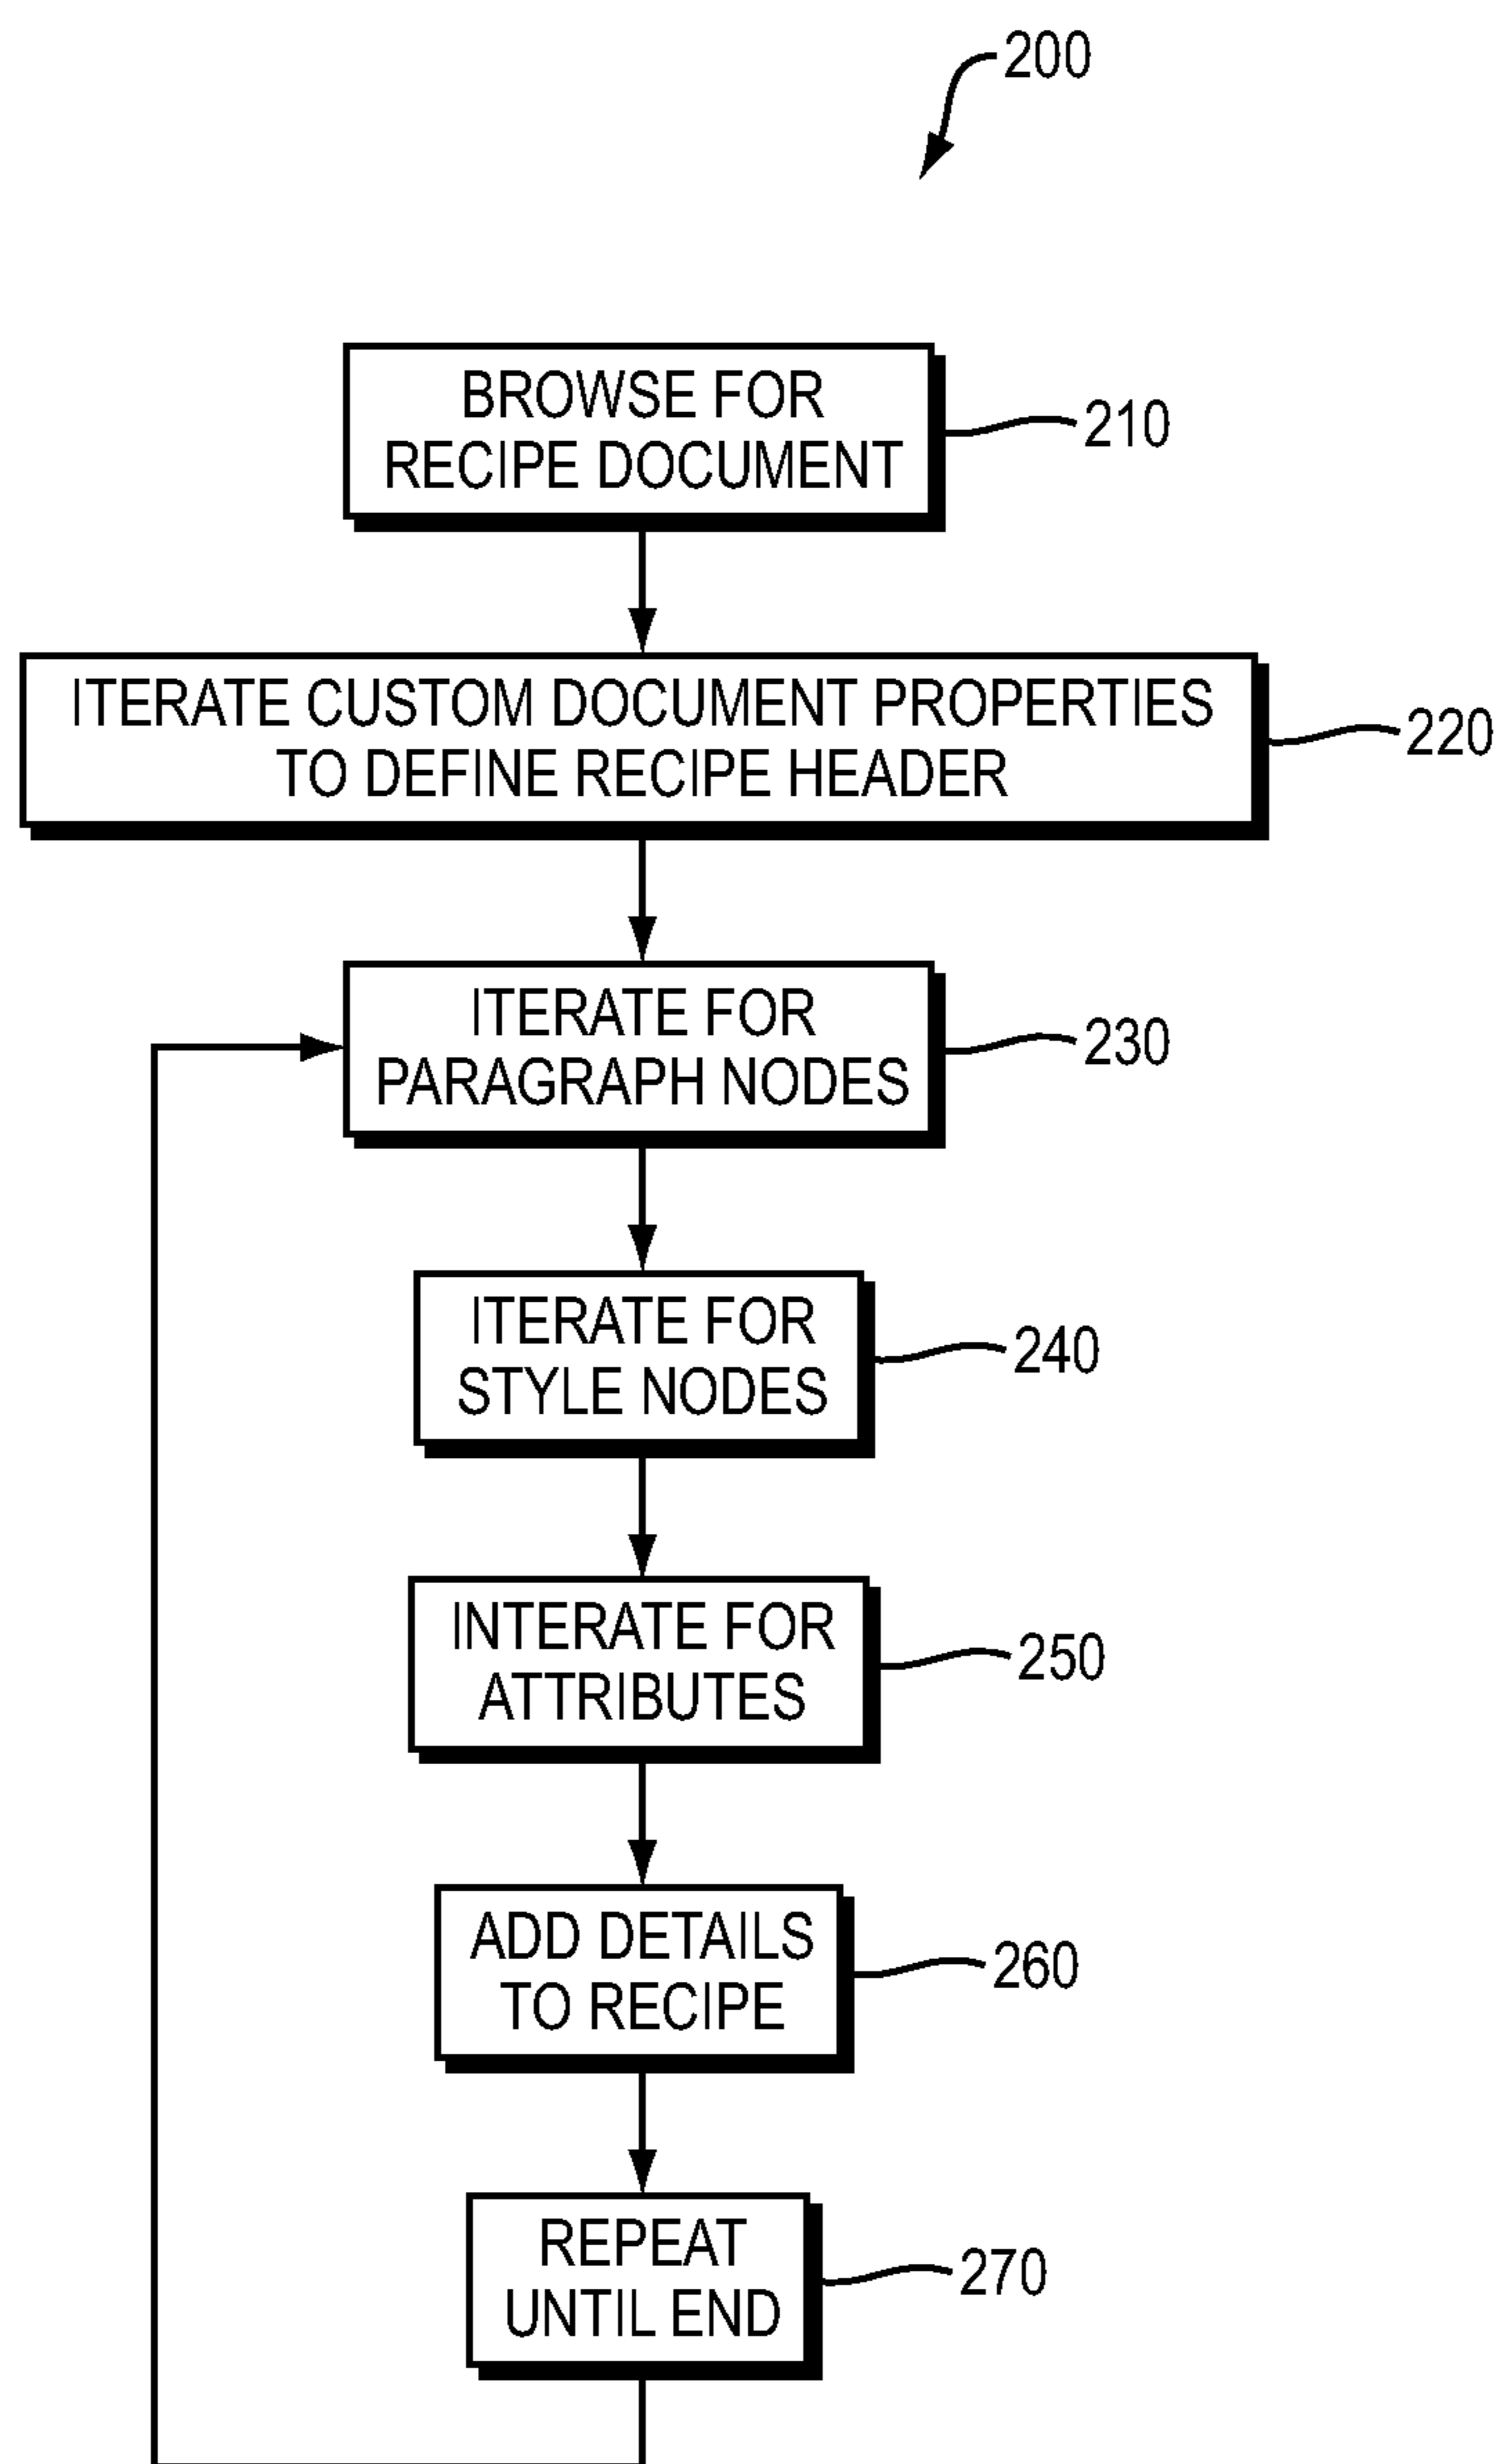 200
BROWSE FOR
RECIPE DOCUMENT
210
ITERATE CUSTOM DOCUMENT PROPERTIES
TO DEFINE RECIPE HEADER
220
ITERATE FOR
PARAGRAPH NODES
230
ITERATE FOR
STYLE NODES
240
INTERATE FOR
ATTRIBUTES
250
ADD DETAILS
TO RECIPE
260
REPEAT
UNTIL END
270